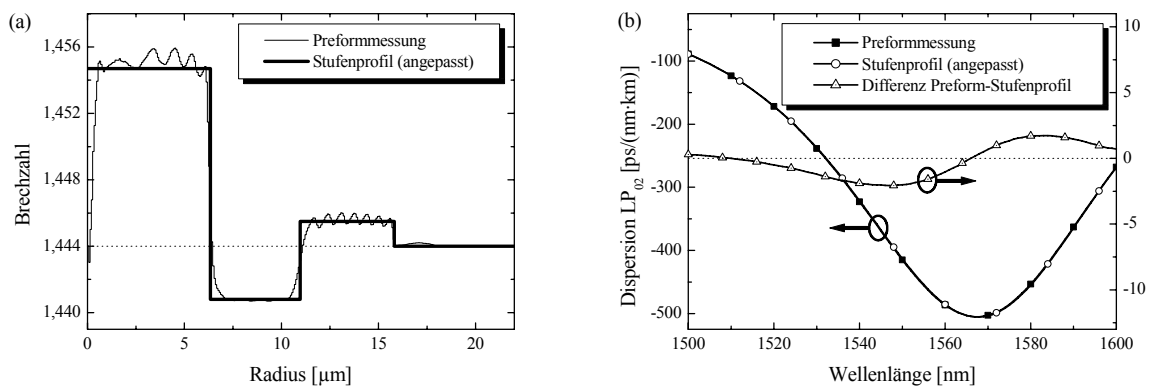 (a)
1,456
1,452
1,448
1,444
1,440
Brechzahl
0
5
10
15
20
Radius [µm]
Preformmessung
Stufenprofil (angepasst)
(b)
-100
-200
-300
-400
-500
Dispersion LP02 [ps/(nm·km)]
10
5
0
-5
-10
1500
1520
1540
1560
1580
1600
Wellenlänge [nm]
Preformmessung
Stufenprofil (angepasst)
Differenz Preform-Stufenprofil